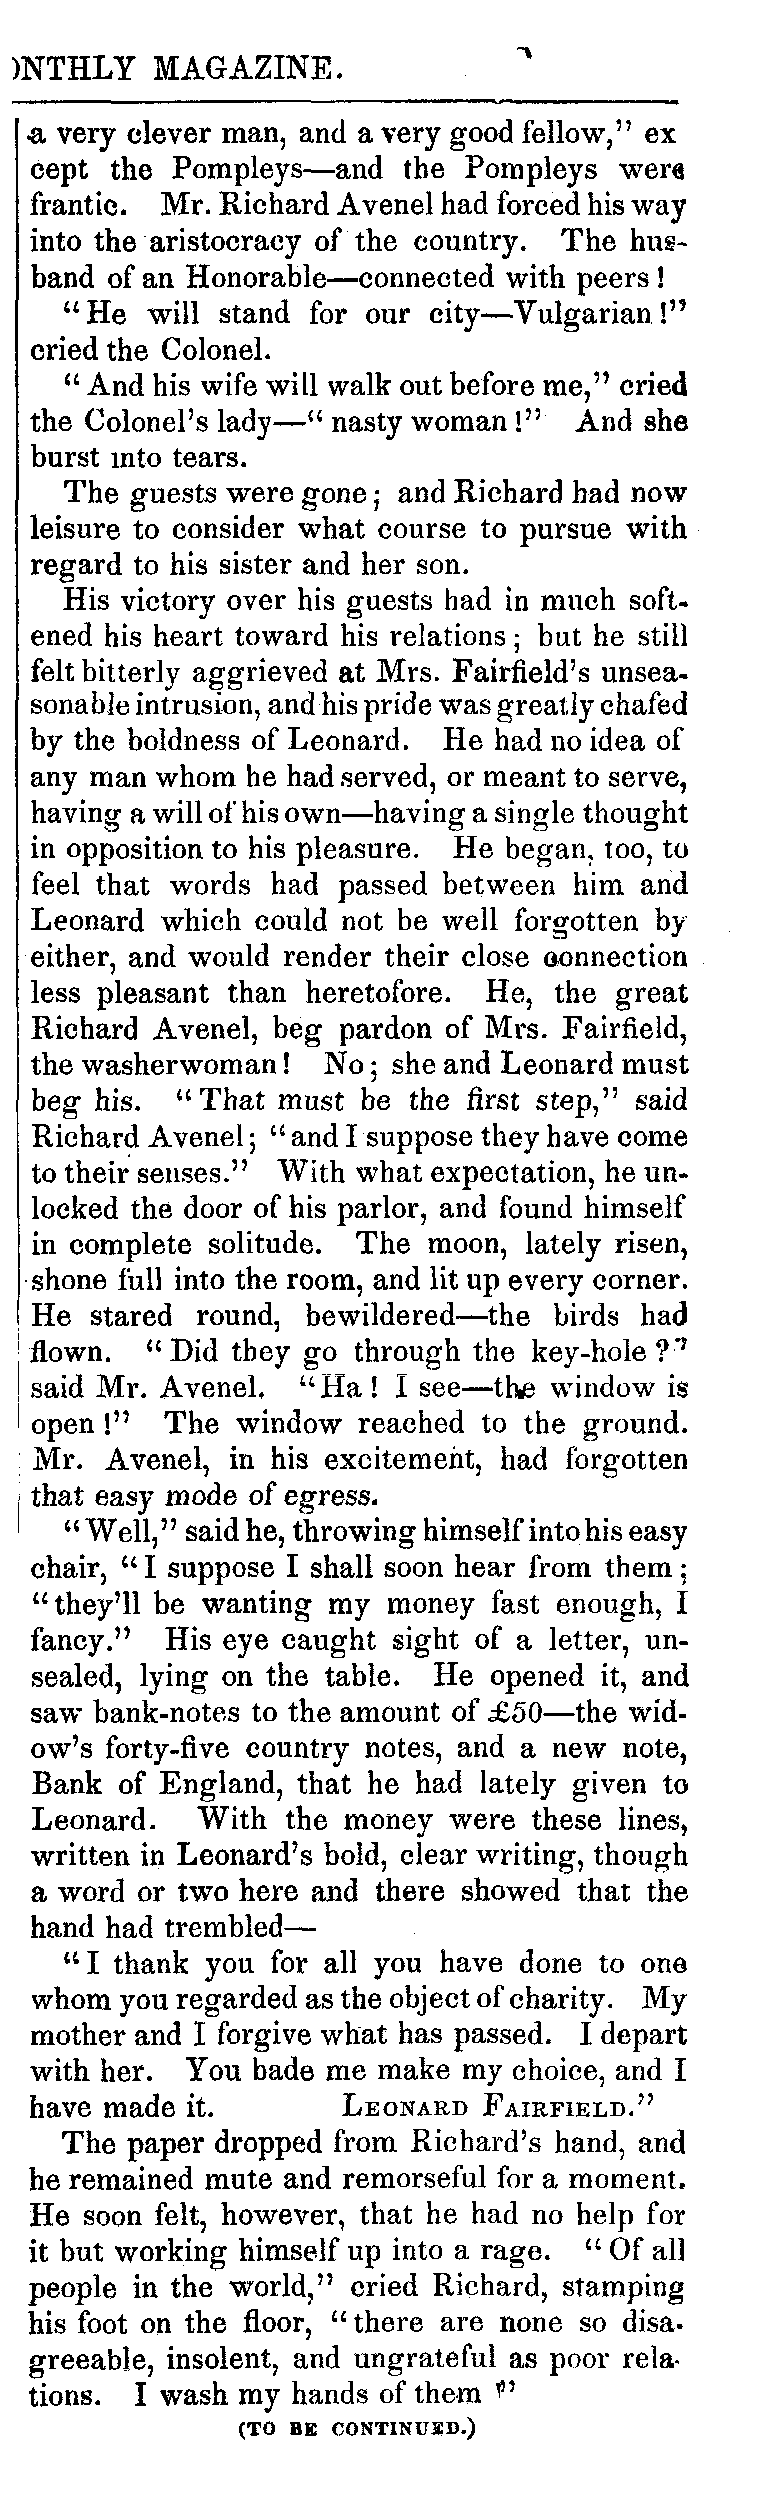 ONTHLY MAGAZINE.
a very clever man, and a very good fellow," ex
cept the Pompleys—and the Pompleys were
frantic. Mr. Richard Avenel had forced his way
into the aristocracy of the country. The hus-
band of an Honorable—connected with peers!
"He will stand for our city—Vulgarian!"
cried the Colonel.
"And his wife will walk out before me," cried
the Colonel's lady—"nasty woman!" And she
burst into tears.
The guests were gone; and Richard had now
leisure to consider what course to pursue with
regard to his sister and her son.
His victory over his guests had in much soft-
ened his heart toward his relations; but he still
felt bitterly aggrieved at Mrs. Fairfield's unsea-
sonable intrusion, and his pride was greatly chafed
by the boldness of Leonard. He had no idea of
any man whom he had served, or meant to serve,
having a will of his own—having a single thought
in opposition to his pleasure. He began, too, to
feel that words had passed between him and
Leonard which could not be well forgotten by
either, and would render their close connection
less pleasant than heretofore. He, the great
Richard Avenel, beg pardon of Mrs. Fairfield,
the washerwoman! No; she and Leonard must
beg his. "That must be the first step," said
Richard Avenel; "and I suppose they have come
to their senses." With what expectation, he un-
locked the door of his parlor, and found himself
in complete solitude. The moon, lately risen,
shone full into the room, and lit up every corner.
He stared round, bewildered—the birds had
flown. "Did they go through the key-hole?"
said Mr. Avenel. "Ha! I see—the window is
open!" The window reached to the ground.
Mr. Avenel, in his excitement, had forgotten
that easy mode of egress.
"Well," said he, throwing himself into his easy
chair, "I suppose I shall soon hear from them;
"they'll be wanting my money fast enough, I
fancy." His eye caught sight of a letter, un-
sealed, lying on the table. He opened it, and
saw bank-notes to the amount of £50—the wid-
ow's forty-five country notes, and a new note,
Bank of England, that he had lately given to
Leonard. With the money were these lines,
written in Leonard's bold, clear writing, though
a word or two here and there showed that the
hand had trembled—
"I thank you for all you have done to one
whom you regarded as the object of charity. My
mother and I forgive what has passed. I depart
with her. You bade me make my choice, and I
have made it. LEONARD FAIRFIELD."
The paper dropped from Richard's hand, and
he remained mute and remorseful for a moment.
He soon felt, however, that he had no help for
it but working himself up into a rage. "Of all
people in the world," cried Richard, stamping
his foot on the floor, "there are none so disa-
greeable, insolent, and ungrateful as poor rela-
tions. I wash my hands of them!"
(TO BE CONTINUED.)